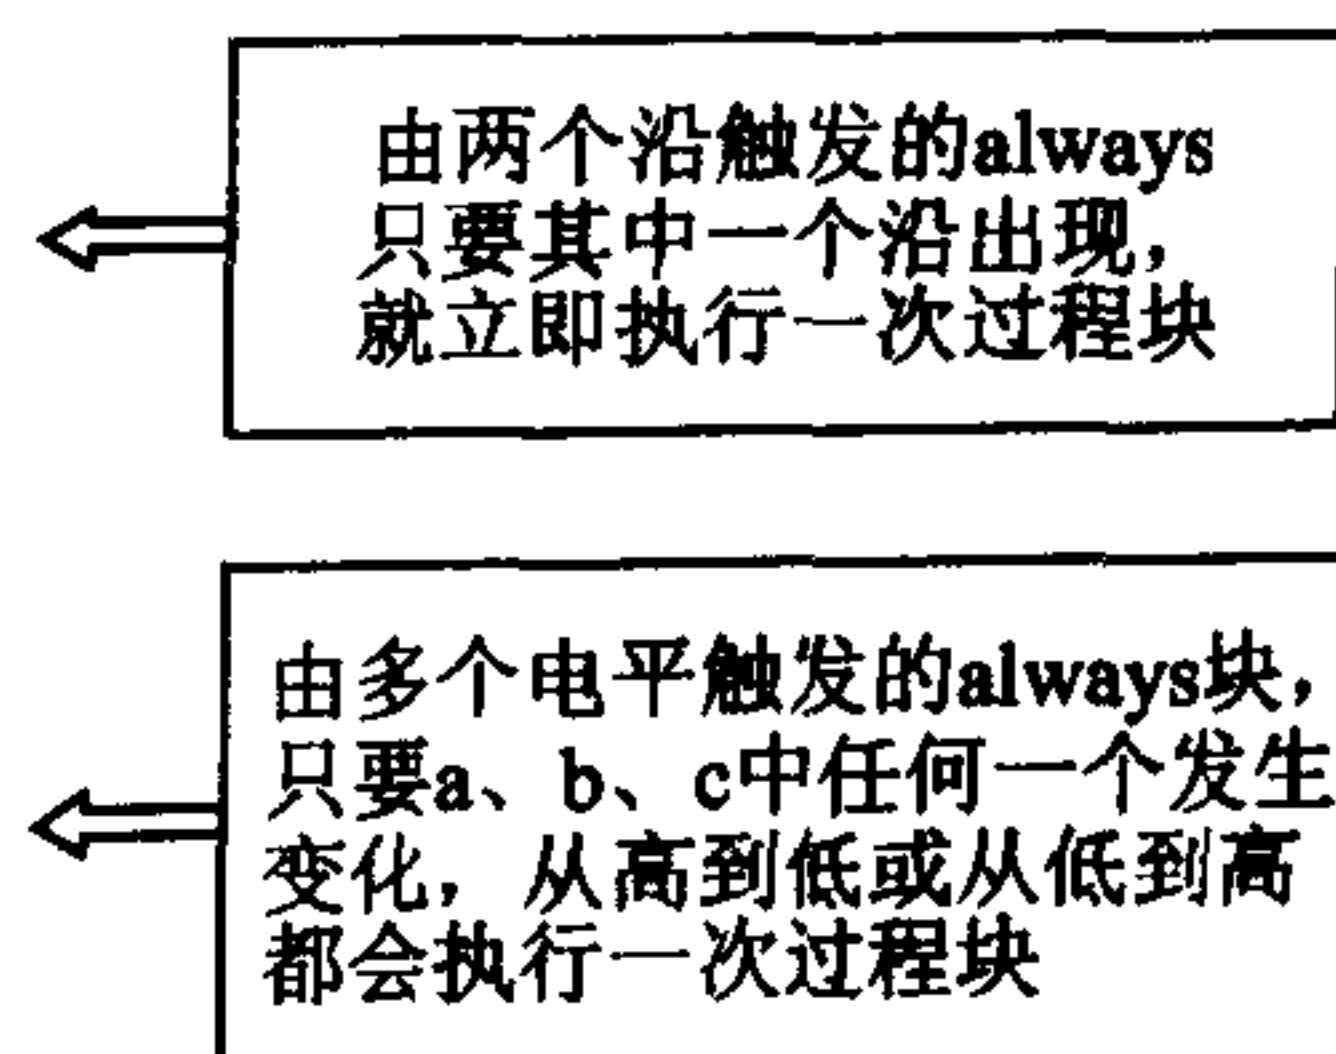 由两个沿触发的always
只要其中一个沿出现，
就立即执行一次过程块
由多个电平触发的always块，
只要a、b、c中任何一个发生
变化，从高到低或从低到高
都会执行一次过程块